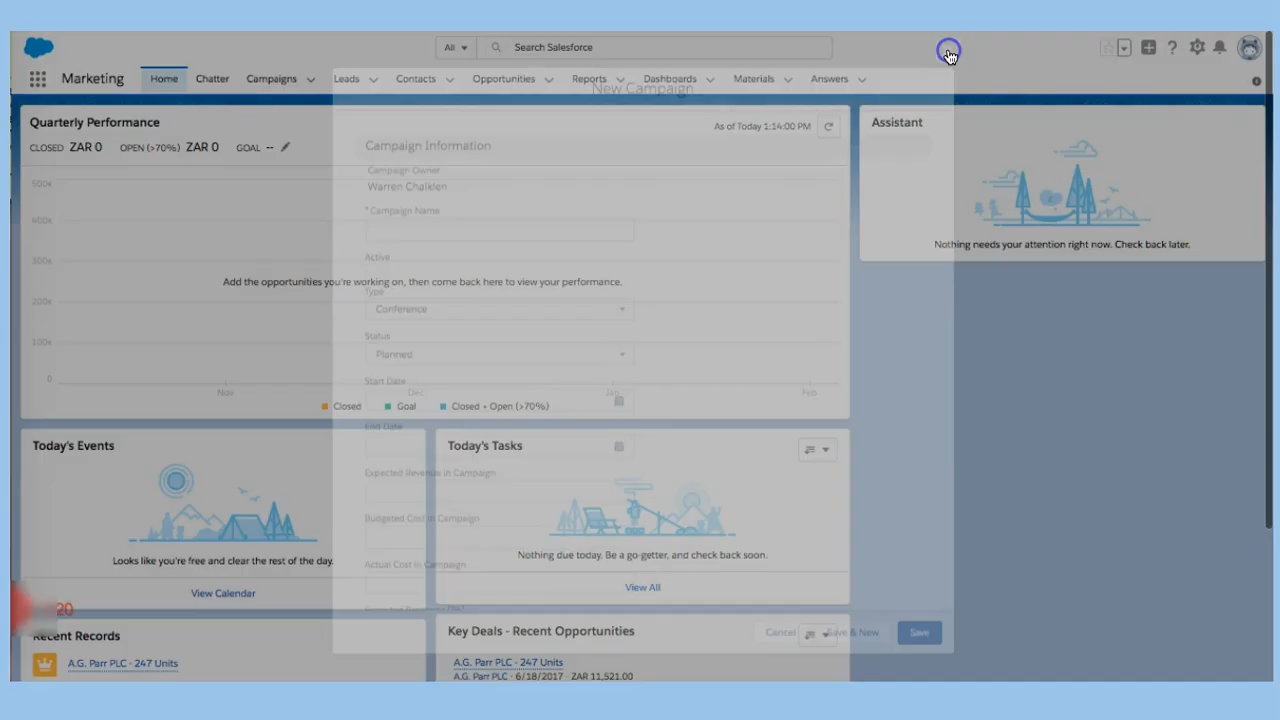 All
Search Salesforce
Marketing
Home
Chatter
Campaigns
Leads
Contacts
Opportunities
Reports
Dashboards
Materials
Answers
New Campaign
Quarterly Performance
As of Today 1:14:00 PM
CLOSED ZAR 0 OPEN (>70%) ZAR 0 GOAL --
Assistant
Nothing needs your attention right now. Check back later.
Campaign Information
Campaign Owner
Warren Chalklen
* Campaign Name
Active
Add the opportunities you're working on, then come back here to view your performance.
Type
Conference
Status
Planned
Start Date
500K
400K
300K
200K
100K
0
Nov
Dec
Jan
Feb
Closed
Goal
Closed + Open (>70%)
End Date
Today's Events
Today's Tasks
Expected Revenue in Campaign
Budgeted Cost in Campaign
Looks like you're free and clear the rest of the day.
Nothing due today. Be a go-getter, and check back soon.
Actual Cost in Campaign
View Calendar
View All
20
Recent Records
Key Deals - Recent Opportunities
Cancel
Save & New
Save
A.G. Parr PLC - 247 Units
A.G. Parr PLC - 247 Units
A.G. Parr PLC · 6/18/2017 · ZAR 11,521.00